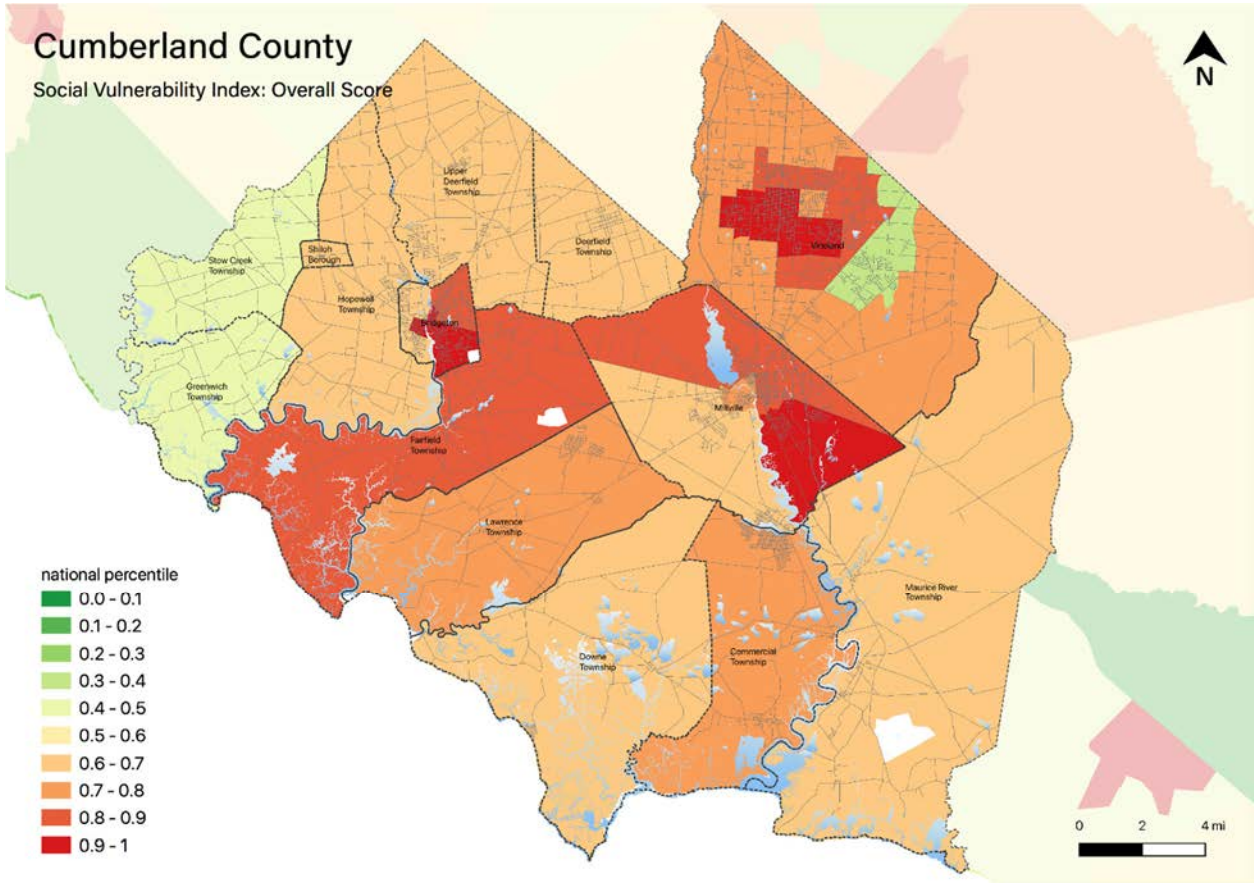 Cumberland County
Social Vulnerability Index: Overall Score
N
Upper
Deerfield
Township
Deerfield
Township
Vineland
Shiloh
Borough
Stow Creek
Township
Hopewell
Township
Bridgeton
Greenwich
Township
Millville
Fairfield
Township
Lawrence
Township
Maurice River
Township
Downe
Township
Commercial
Township
national percentile
0.0 - 0.1
0.1 - 0.2
0.2 - 0.3
0.3 - 0.4
0.4 - 0.5
0.5 - 0.6
0.6 - 0.7
0.7 - 0.8
0.8 - 0.9
0.9 - 1
0 2 4 mi